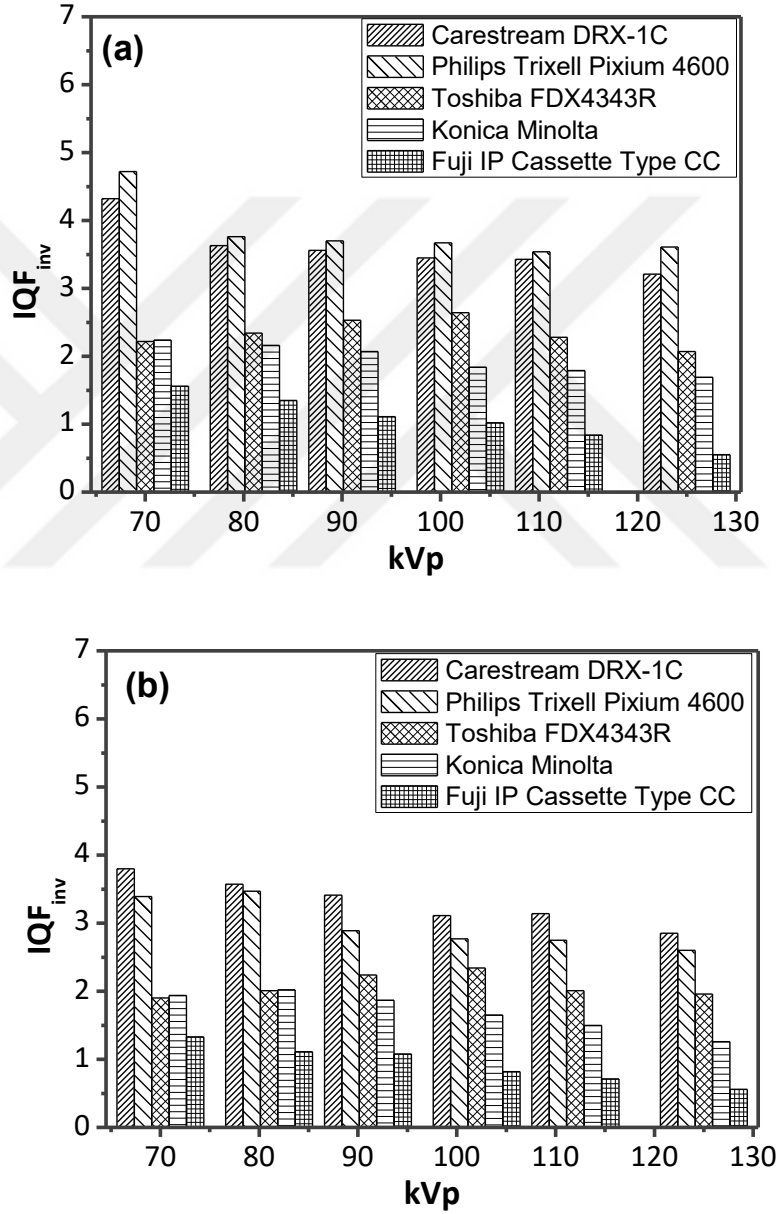 (a)
Carestream DRX-1C
Philips Trixell Pixium 4600
Toshiba FDX4343R
Konica Minolta
Fuji IP Cassette Type CC
7
6
5
4
3
2
1
0
IQFinv
70 80 90 100 110 120 130
kVp
(b)
Carestream DRX-1C
Philips Trixell Pixium 4600
Toshiba FDX4343R
Konica Minolta
Fuji IP Cassette Type CC
7
6
5
4
3
2
1
0
IQFinv
70 80 90 100 110 120 130
kVp